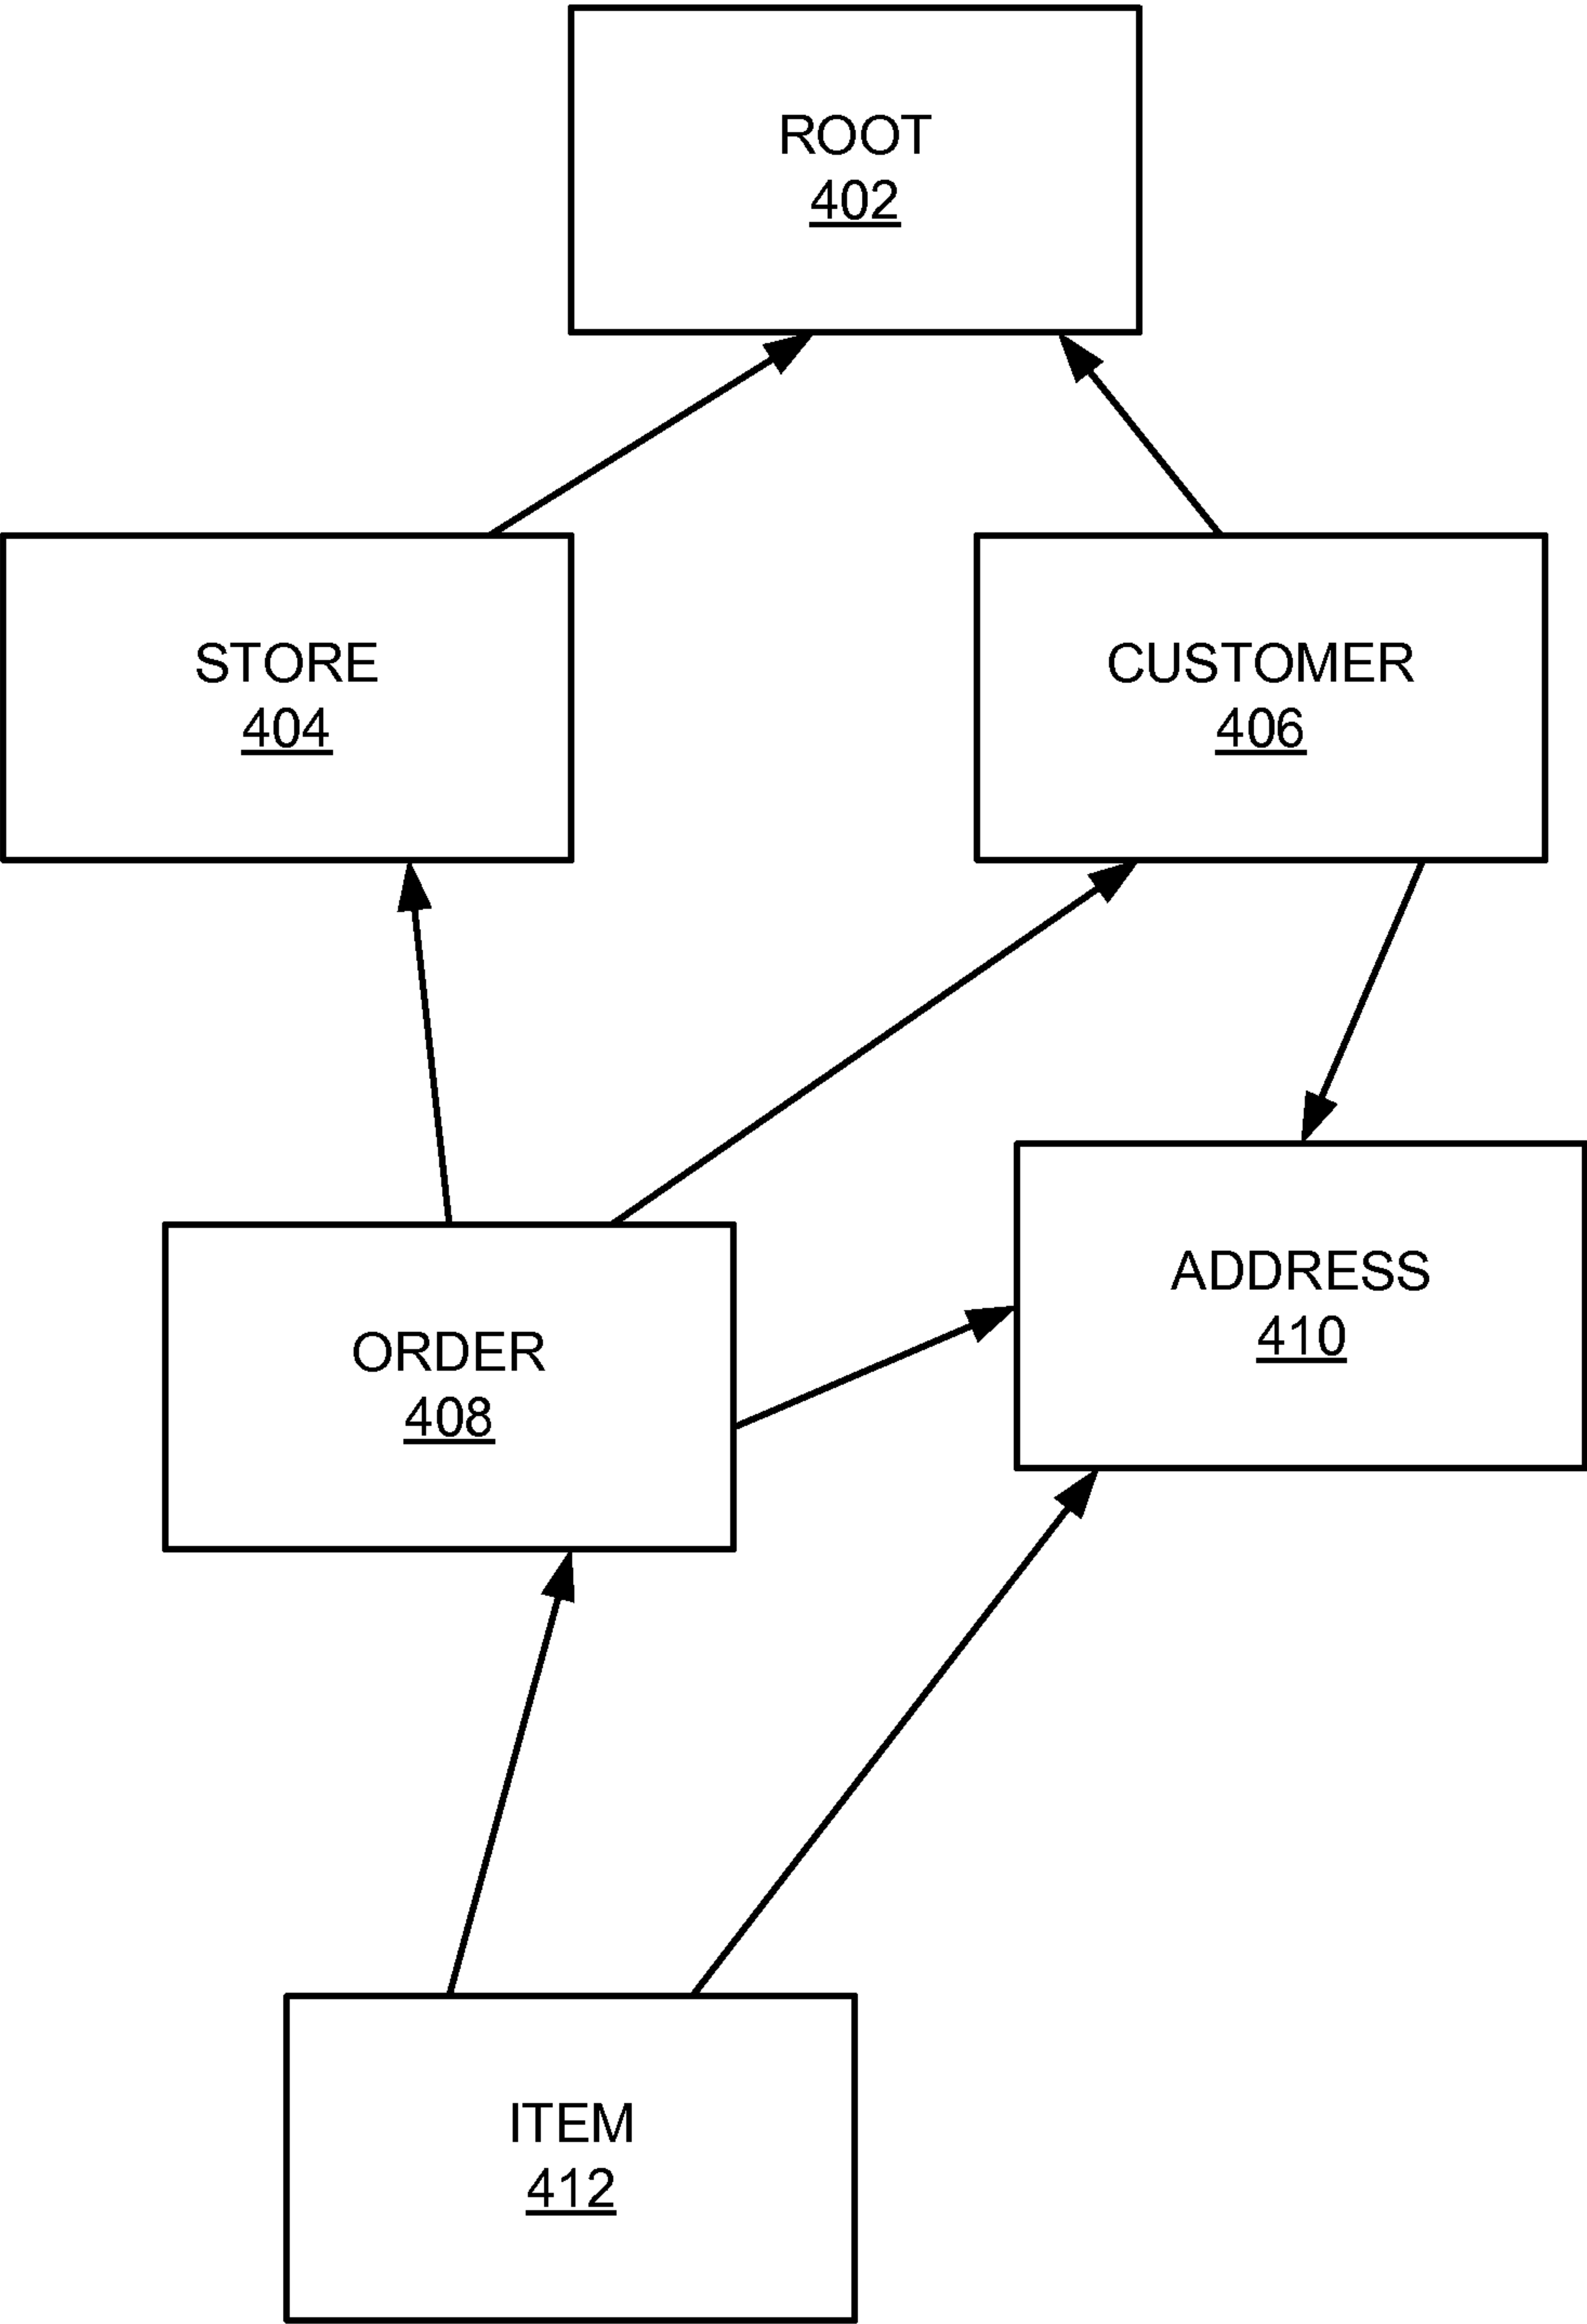 ROOT
402
STORE
404
CUSTOMER
406
ORDER
408
ADDRESS
410
ITEM
412